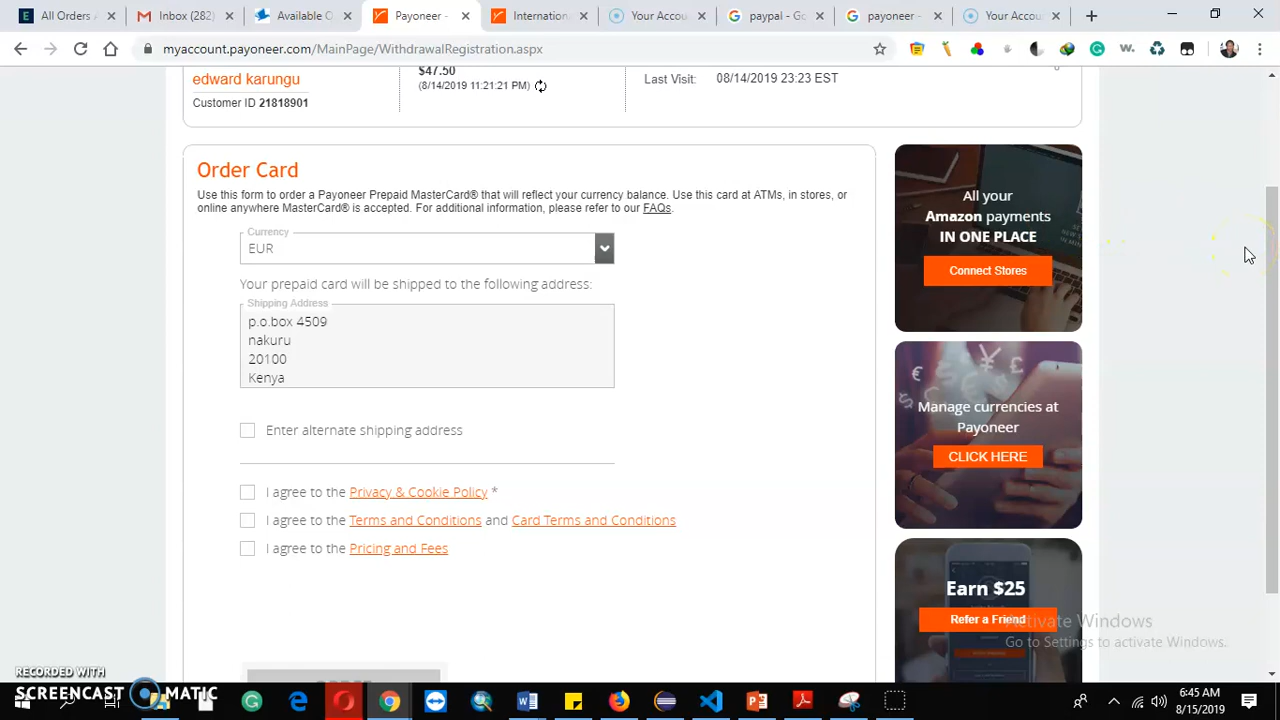 All Orders
Inbox (282)
Available O
Payoneer -
Internation
Your Accou
paypal - Go
payoneer -
Your Accou
myaccount.payoneer.com/MainPage/WithdrawalRegistration.aspx
edward karungu
Customer ID 21818901
$47.50
(8/14/2019 11:21:21 PM)
Last Visit: 08/14/2019 23:23 EST
Order Card
Use this form to order a Payoneer Prepaid MasterCard® that will reflect your currency balance. Use this card at ATMs, in stores, or
online anywhere MasterCard® is accepted. For additional information, please refer to our FAQs.
Currency
EUR
Your prepaid card will be shipped to the following address:
Shipping Address
p.o.box 4509
nakuru
20100
Kenya
Enter alternate shipping address
I agree to the Privacy & Cookie Policy *
I agree to the Terms and Conditions and Card Terms and Conditions
I agree to the Pricing and Fees
All your
Amazon payments
IN ONE PLACE
Connect Stores
Manage currencies at
Payoneer
CLICK HERE
Earn $25
Refer a Friend
Activate Windows
Go to Settings to activate Windows.
RECORDED WITH
SCREENCAST MATIC
6:45 AM
8/15/2019